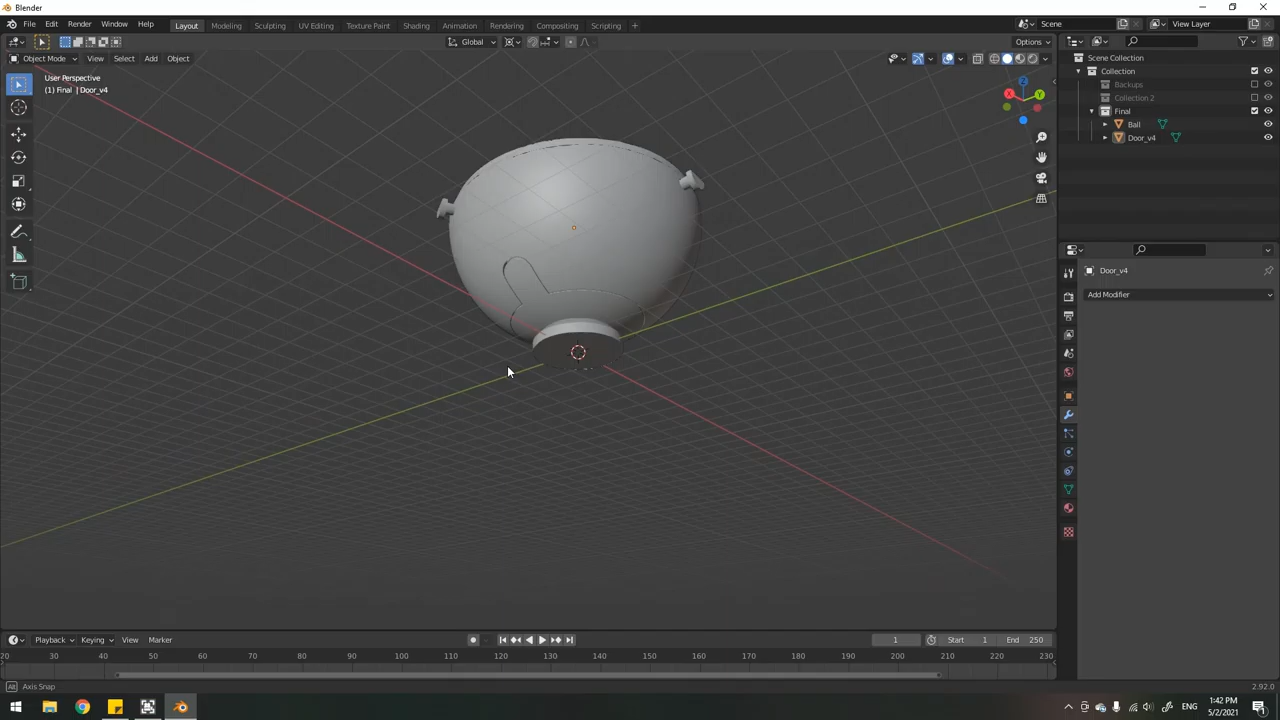 Blender
File Edit Render Window Help Layout Modeling Sculpting UV Editing Texture Paint Shading Animation Rendering Compositing Scripting + Scene View Layer
Global Options
Object Mode View Select Add Object
User Perspective
(1) Final | Door_v4
X Y Z
Scene Collection
Collection
Backups
Collection 2
Final
Ball
Door_v4
Door_v4
Add Modifier
Playback Keying View Marker 1 Start 1 End 250
20 30 40 50 60 70 80 90 100 110 120 130 140 150 160 170 180 190 200 210 220 230
Alt Axis Snap 2.92.0
ENG 1:42 PM
5/2/2021